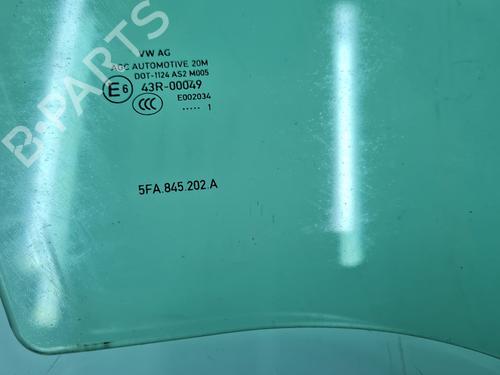 VW AG
AGC AUTOMOTIVE 20M
DOT-1124 AS2 M005
E6 43R-00049
CCC E002034
..... 1
5FA.845.202.A
B-PARTS